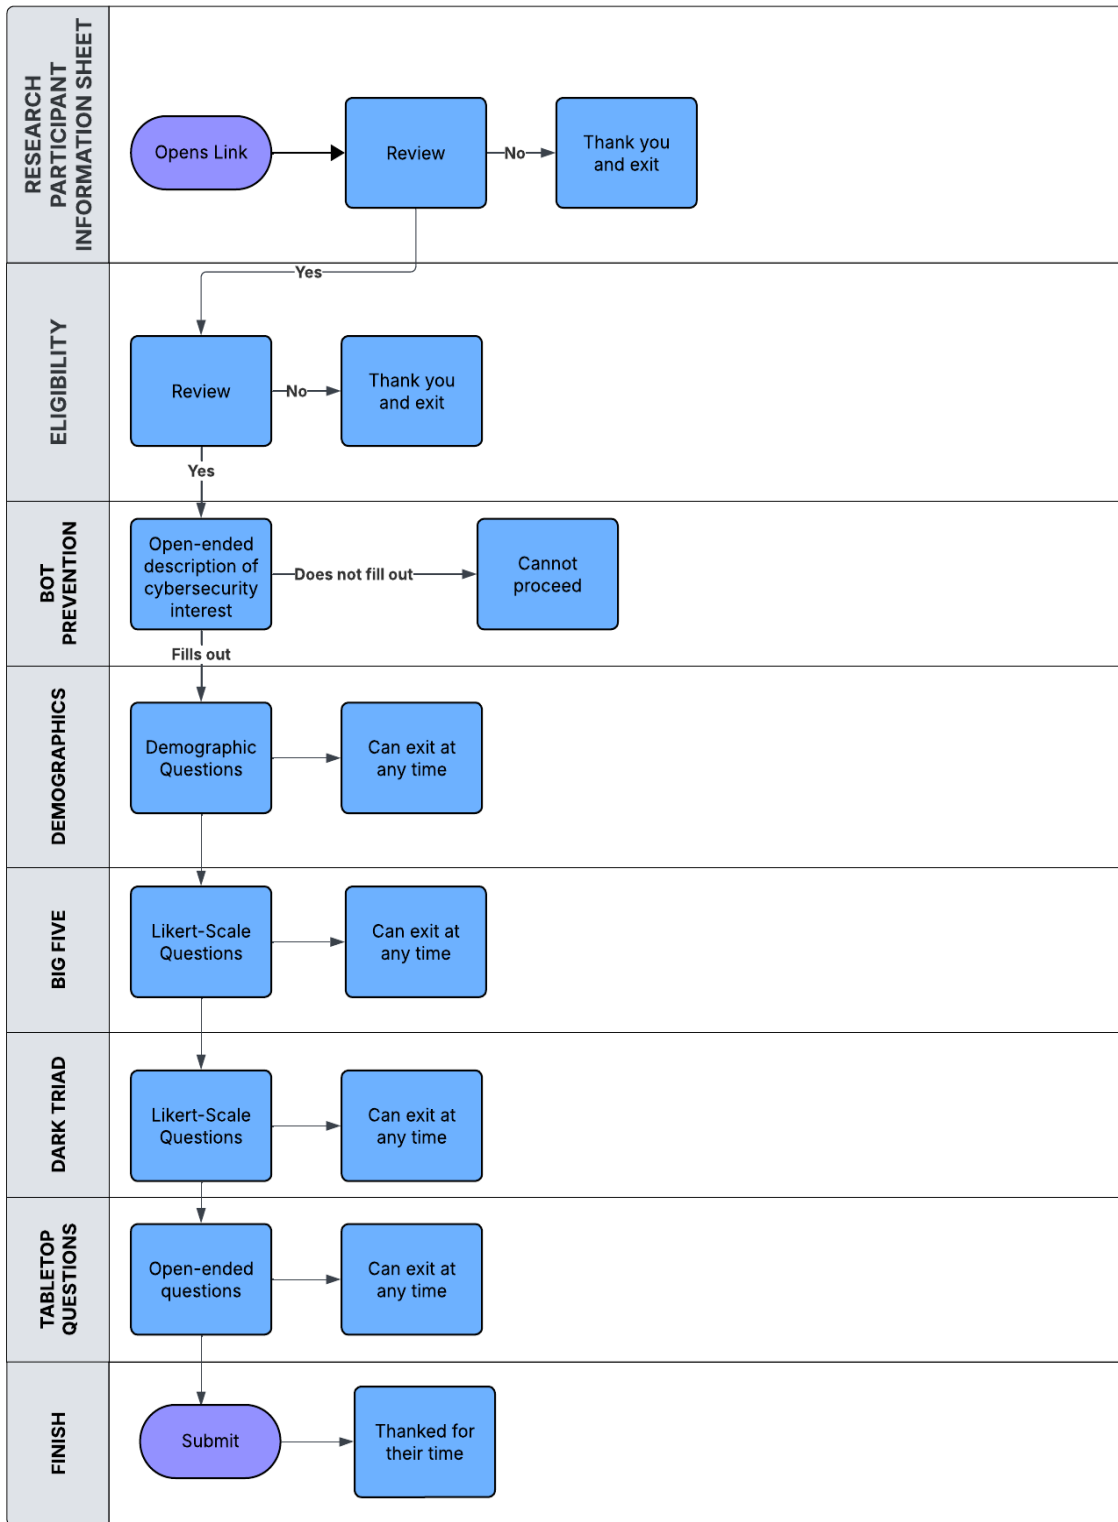 RESEARCH
PARTICIPANT
INFORMATION SHEET
Opens Link
Review
No
Thank you
and exit
Yes
ELIGIBILITY
Review
No
Thank you
and exit
Yes
BOT
PREVENTION
Open-ended
description of
cybersecurity
interest
Does not fill out
Cannot
proceed
Fills out
DEMOGRAPHICS
Demographic
Questions
Can exit at
any time
BIG FIVE
Likert-Scale
Questions
Can exit at
any time
DARK TRIAD
Likert-Scale
Questions
Can exit at
any time
TABLETOP
QUESTIONS
Open-ended
questions
Can exit at
any time
FINISH
Submit
Thanked for
their time